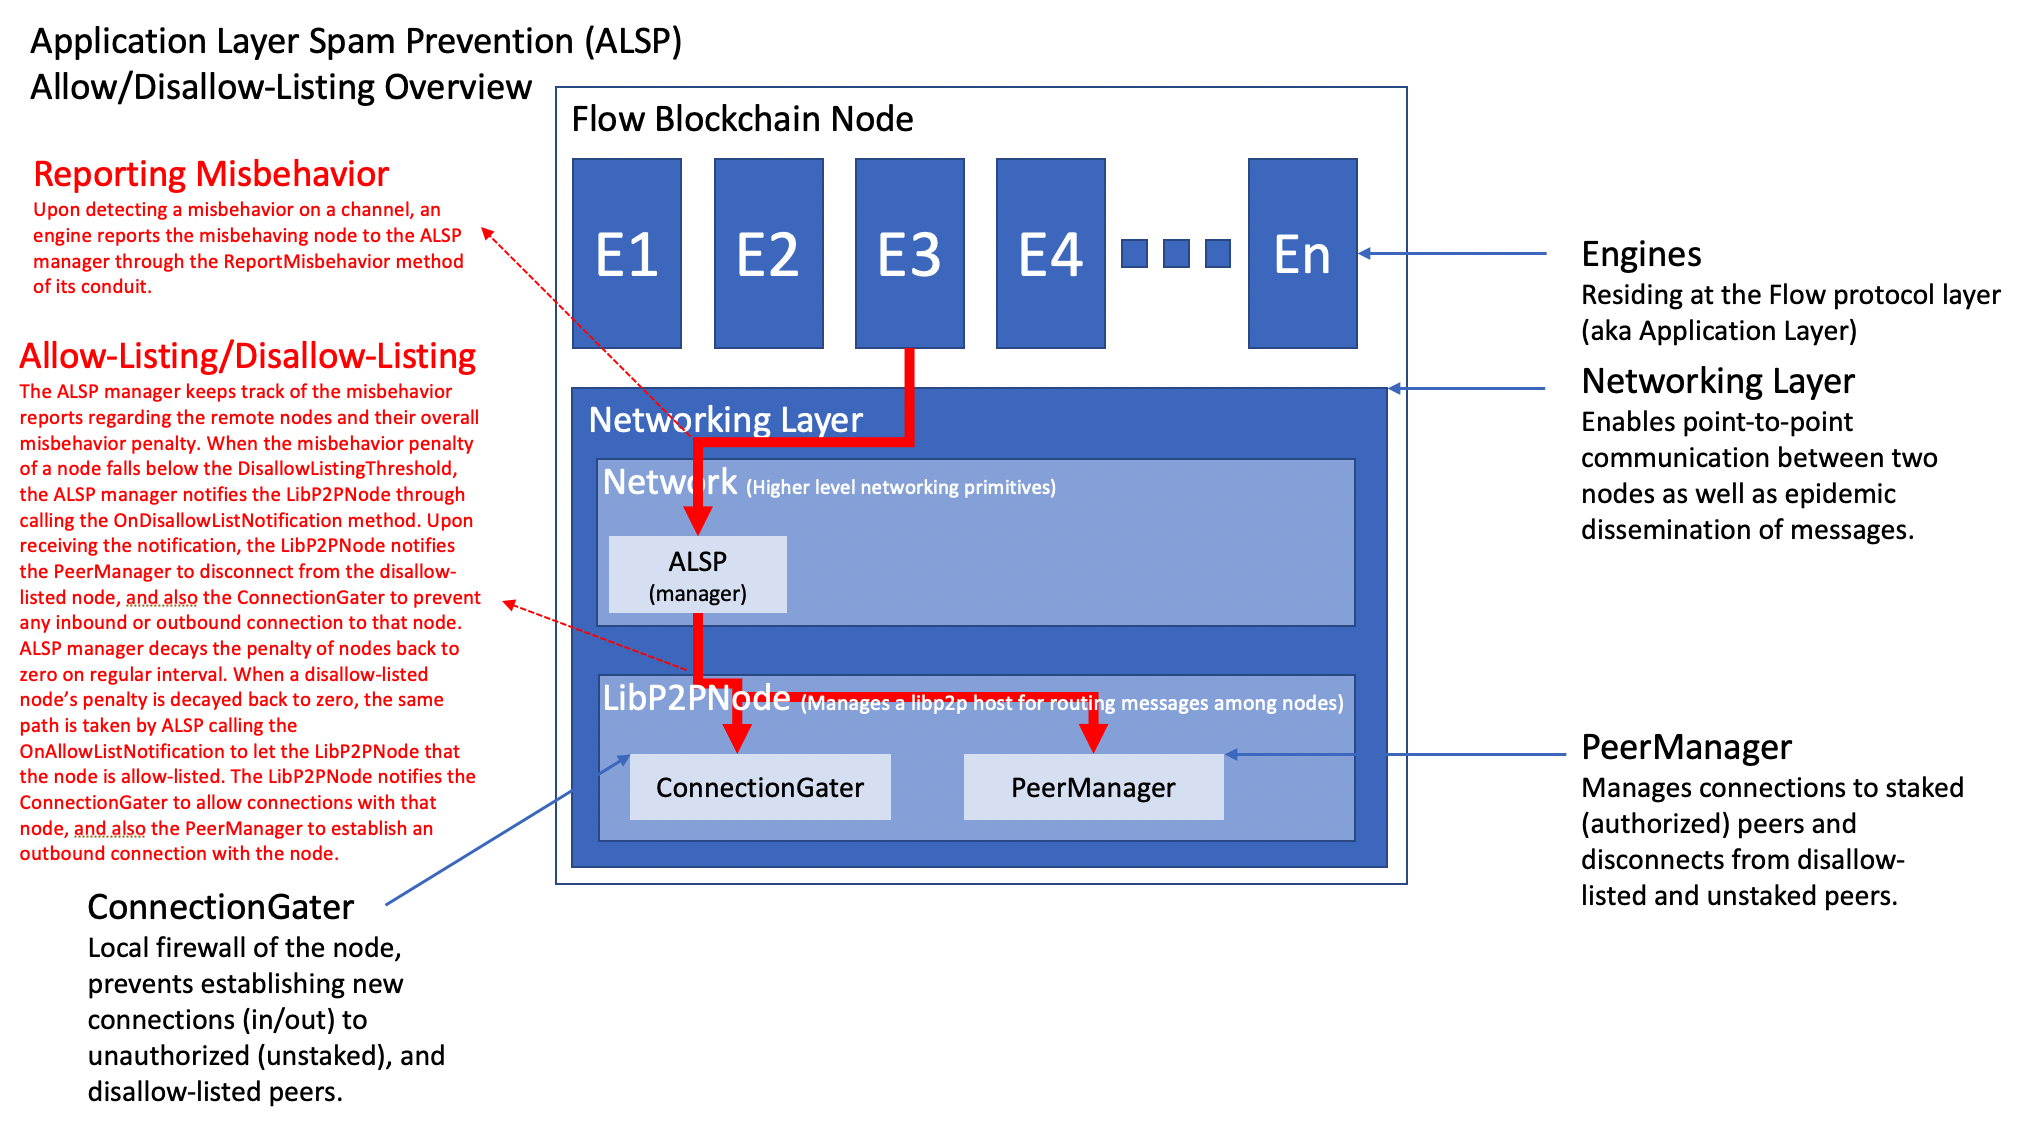 Application Layer Spam Prevention (ALSP)
Allow/Disallow-Listing Overview
Reporting Misbehavior
Upon detecting a misbehavior on a channel, an
engine reports the misbehaving node to the ALSP
manager through the ReportMisbehavior method
of its conduit.
Allow-Listing/Disallow-Listing
The ALSP manager keeps track of the misbehavior
reports regarding the remote nodes and their overall
misbehavior penalty. When the misbehavior penalty
of a node falls below the DisallowListingThreshold,
the ALSP manager notifies the LibP2PNode through
calling the OnDisallowListNotification method. Upon
receiving the notification, the LibP2PNode notifies
the PeerManager to disconnect from the disallow-
listed node, and also the ConnectionGater to prevent
any inbound or outbound connection to that node.
ALSP manager decays the penalty of nodes back to
zero on regular interval. When a disallow-listed
node's penalty is decayed back to zero, the same
path is taken by ALSP calling the
OnAllowListNotification to let the LibP2PNode that
the node is allow-listed. The LibP2PNode notifies the
ConnectionGater to allow connections with that
node, and also the PeerManager to establish an
outbound connection with the node.
ConnectionGater
Local firewall of the node,
prevents establishing new
connections (in/out) to
unauthorized (unstaked), and
disallow-listed peers.
Flow Blockchain Node
E1
E2
E3
E4
En
Networking Layer
Network (Higher level networking primitives)
ALSP
(manager)
LibP2PNode (Manages a libp2p host for routing messages among nodes)
ConnectionGater
PeerManager
Engines
Residing at the Flow protocol layer
(aka Application Layer)
Networking Layer
Enables point-to-point
communication between two
nodes as well as epidemic
dissemination of messages.
PeerManager
Manages connections to staked
(authorized) peers and
disconnects from disallow-
listed and unstaked peers.